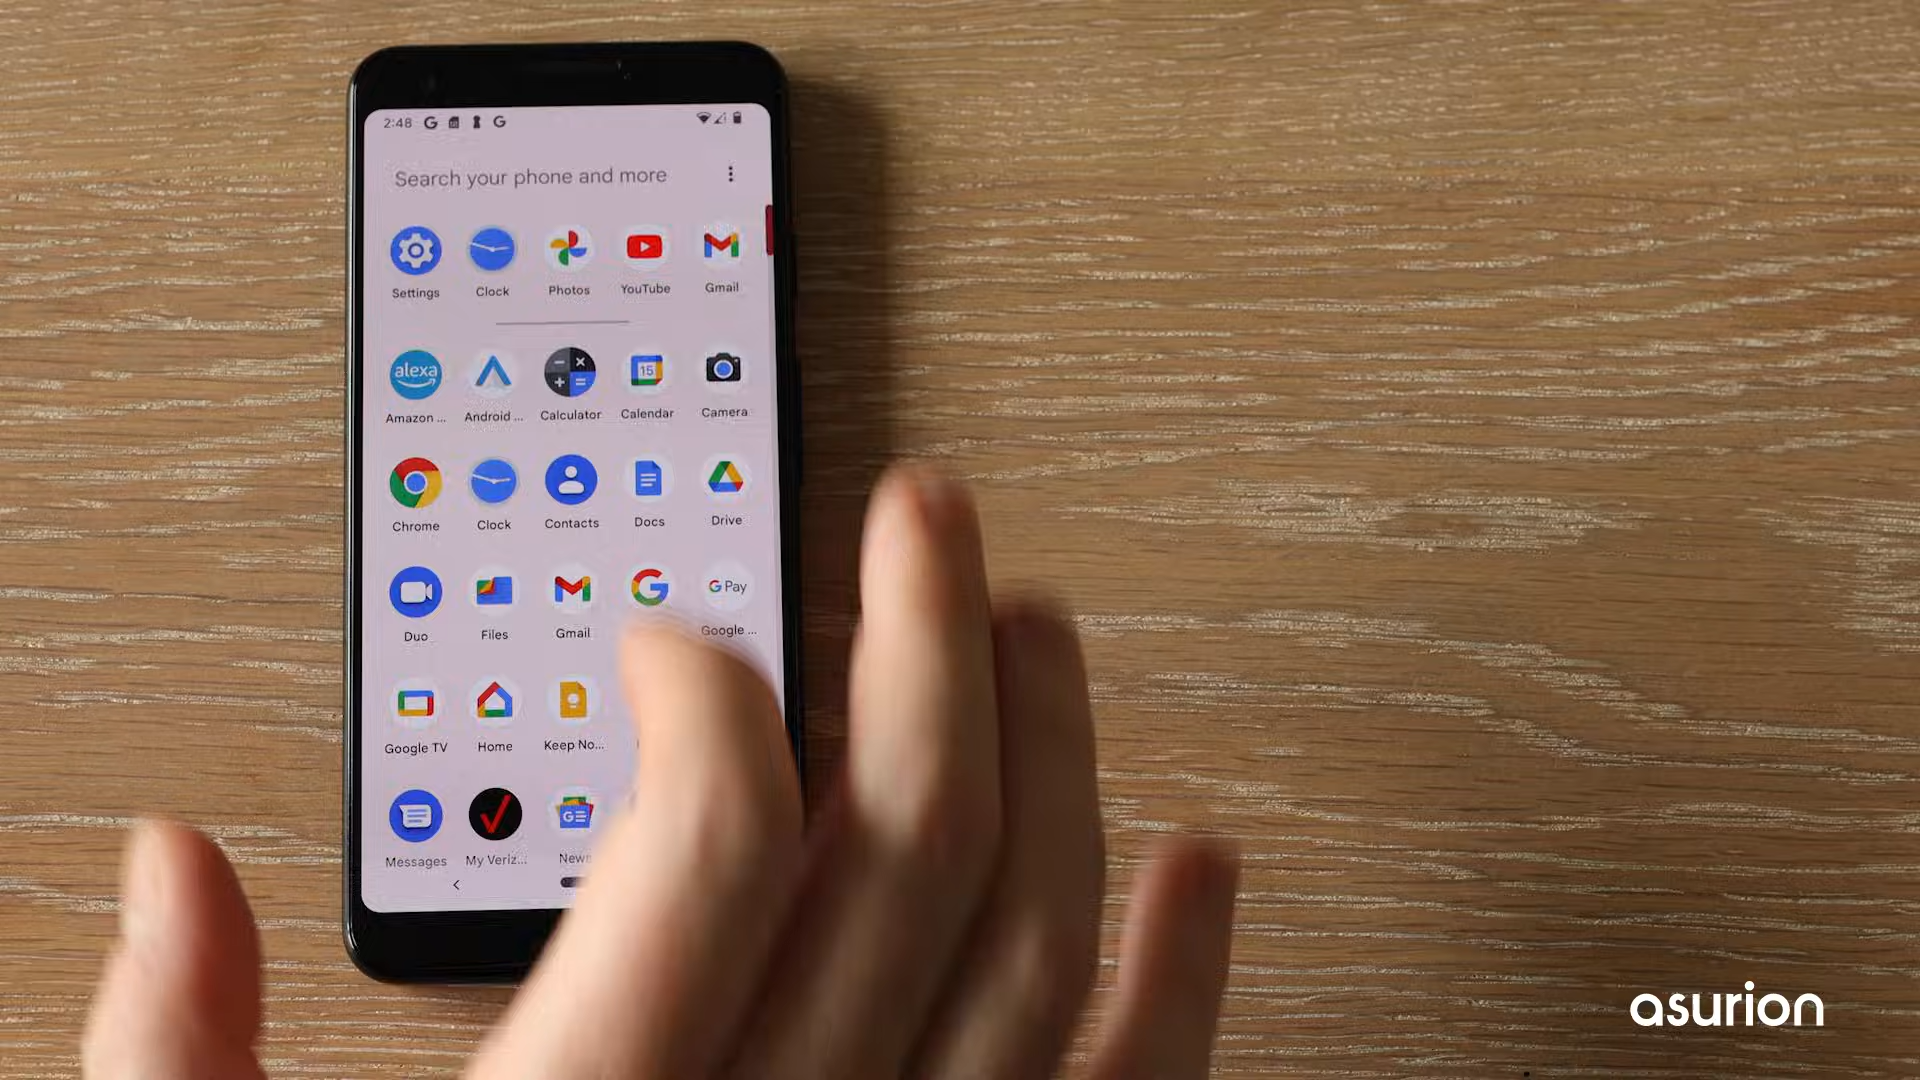 2:48
Search your phone and more
Settings Clock Photos YouTube Gmail
alexa 15
Amazon ... Android ... Calculator Calendar Camera
Chrome Clock Contacts Docs Drive
G Pay
Duo Files Gmail Google ...
Google TV Home Keep No...
GE
Messages My Veriz... News
asurion